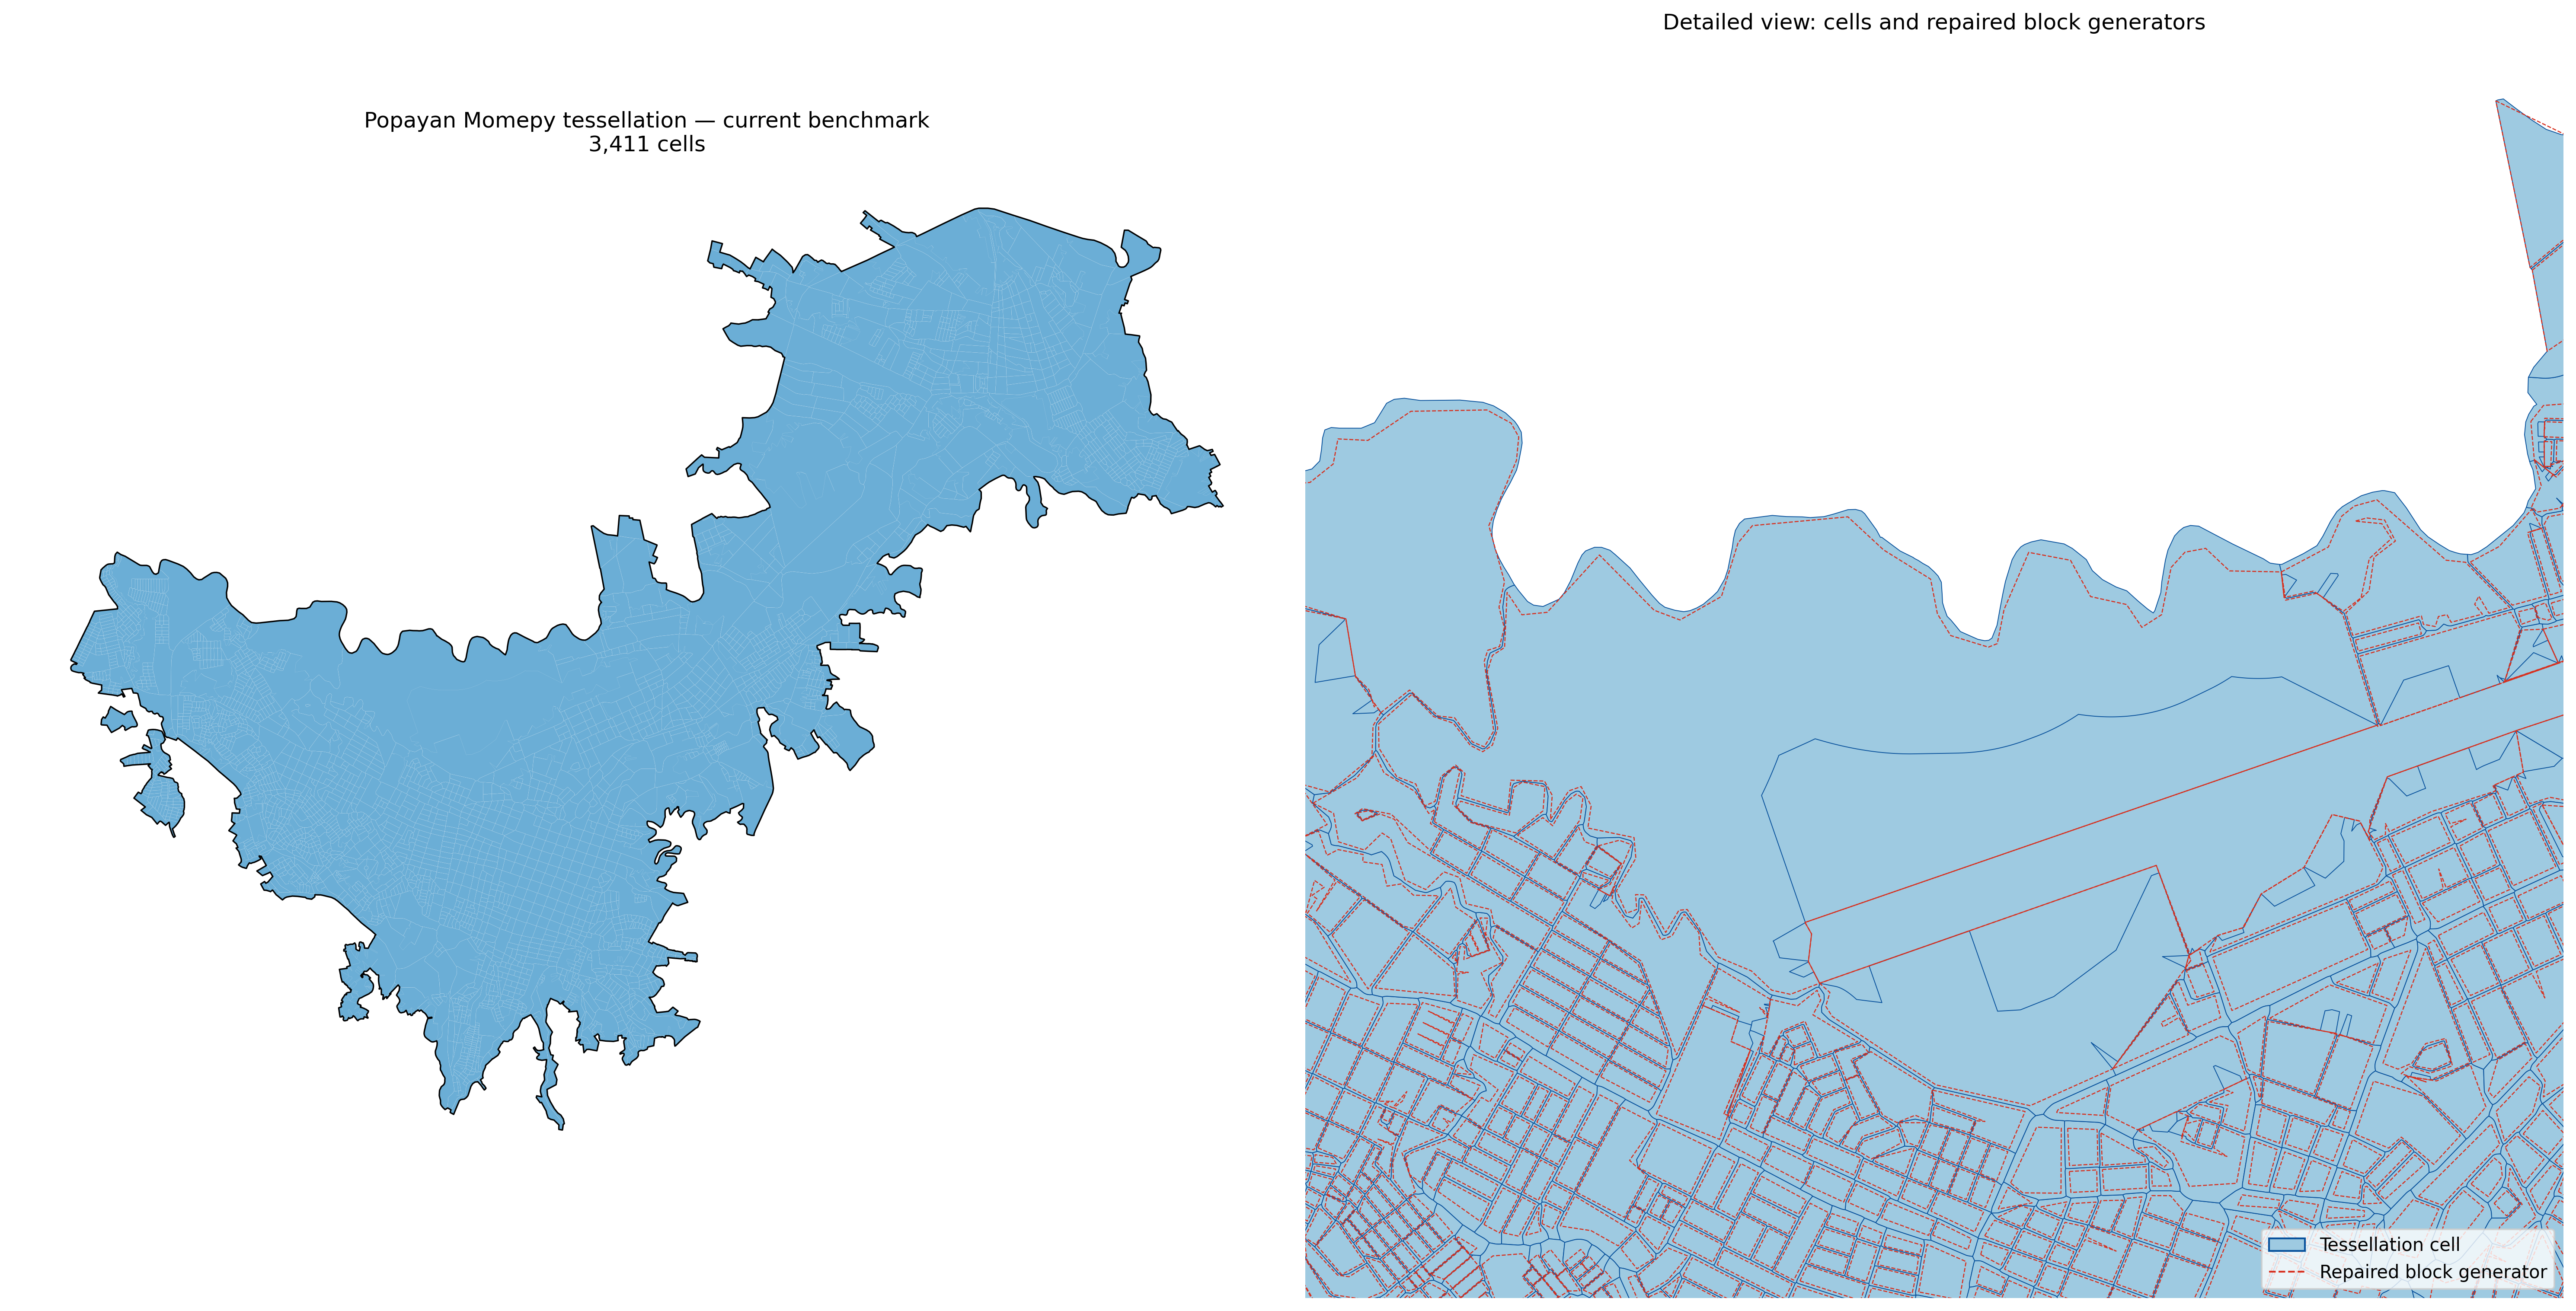 Popayan Momepy tessellation — current benchmark
3,411 cells
Detailed view: cells and repaired block generators
Tessellation cell
Repaired block generator